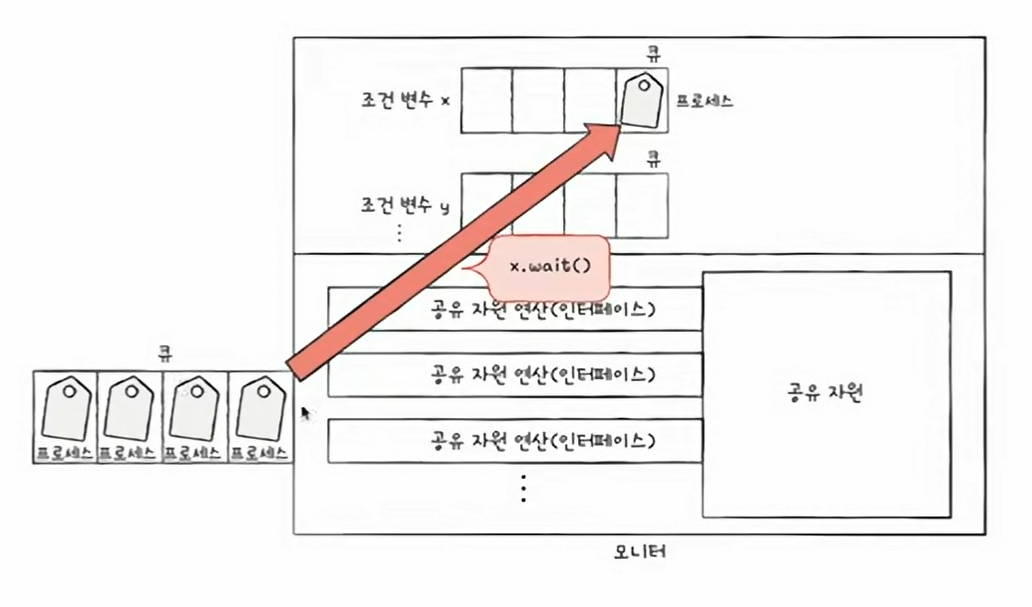 큐
조건 변수 x
프로세스
큐
조건 변수 y
⋮
x.wait()
공유 자원 연산(인터페이스)
큐
공유 자원 연산(인터페이스)
공유 자원
프로세스 프로세스 프로세스 프로세스
공유 자원 연산(인터페이스)
⋮
모니터